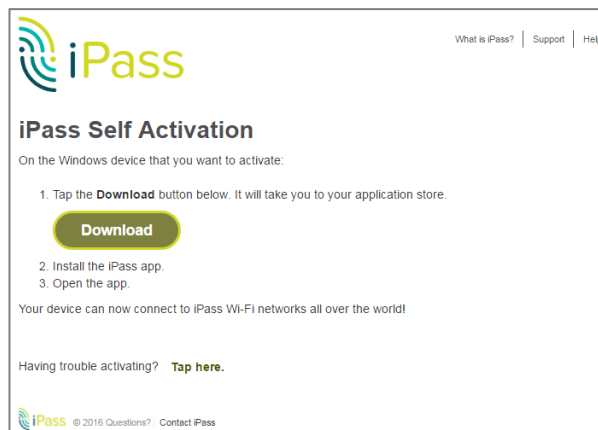 iPass
What is iPass? Support Help
iPass Self Activation
On the Windows device that you want to activate:
1. Tap the Download button below. It will take you to your application store.
Download
2. Install the iPass app.
3. Open the app.
Your device can now connect to iPass Wi-Fi networks all over the world!
Having trouble activating? Tap here.
iPass © 2016 Questions? Contact iPass